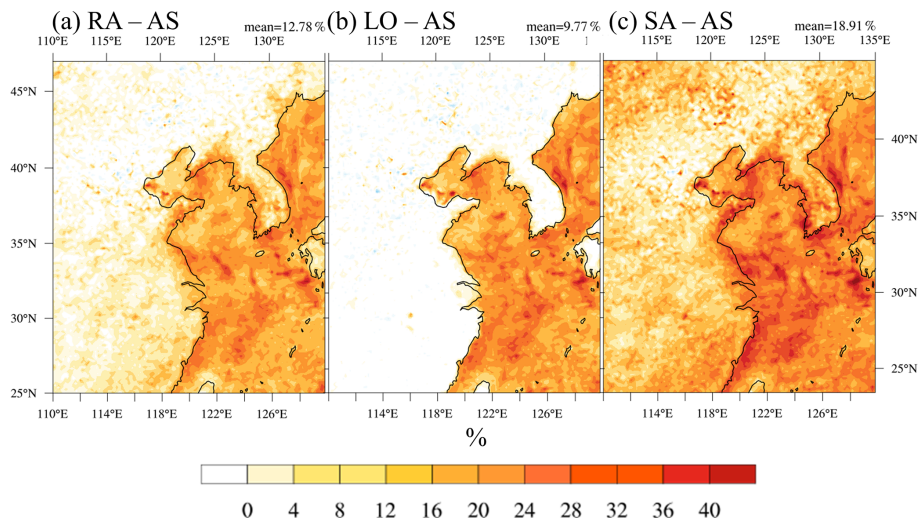 (a) RA – AS
mean=12.78 %
(b) LO – AS
mean=9.77 %
(c) SA – AS
mean=18.91 %
110°E 115°E 120°E 125°E 130°E
115°E 120°E 125°E 130°E
115°E 120°E 125°E 130°E 135°E
45°N
40°N
35°N
30°N
25°N
40°N
35°N
30°N
25°N
110°E 114°E 118°E 122°E 126°E
114°E 118°E 122°E 126°E
114°E 118°E 122°E 126°E
%
0 4 8 12 16 20 24 28 32 36 40